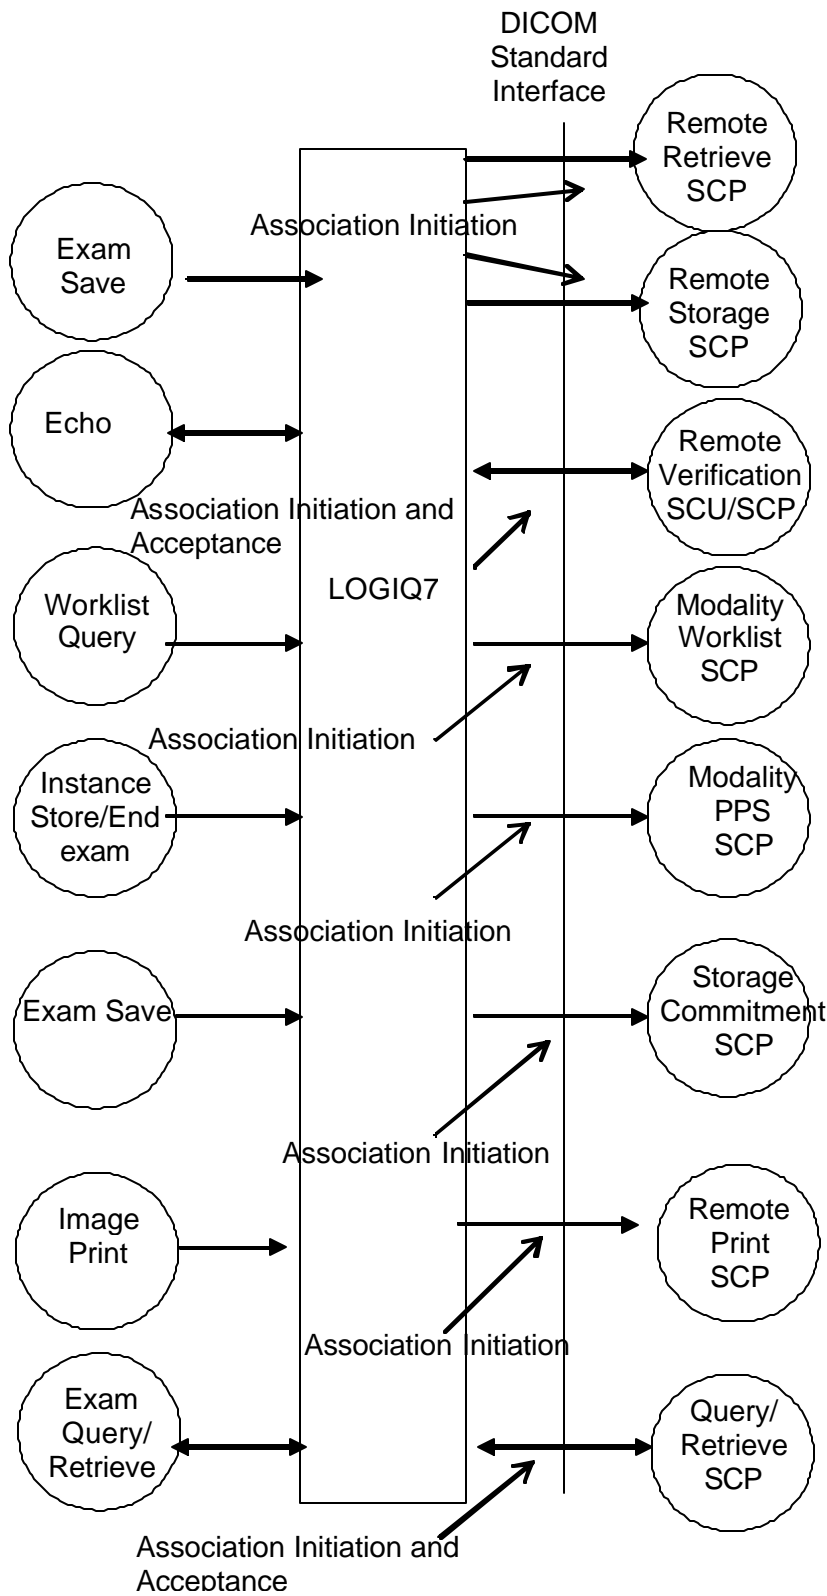 DICOM
Standard
Interface
Remote
Retrieve
SCP
Association Initiation
Exam
Save
Remote
Storage
SCP
Echo
Remote
Verification
SCU/SCP
Association Initiation and
Acceptance
LOGIQ7
Worklist
Query
Modality
Worklist
SCP
Association Initiation
Instance
Store/End
exam
Modality
PPS
SCP
Association Initiation
Exam Save
Storage
Commitment
SCP
Association Initiation
Image
Print
Remote
Print
SCP
Association Initiation
Exam
Query/
Retrieve
Query/
Retrieve
SCP
Association Initiation and
Acceptance